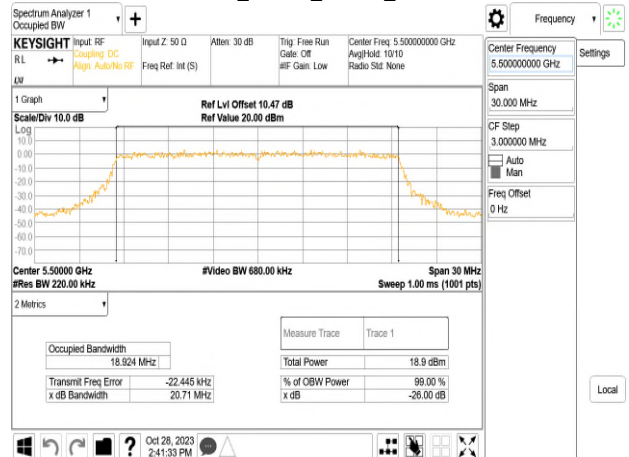 Spectrum Analyzer 1
Occupied BW
+
Frequency
KEYSIGHT
RL
Input: RF
Coupling: DC
Align: Auto/No RF
Input Z: 50 Ω
Freq Ref: Int (S)
Atten: 30 dB
Trig: Free Run
Gate: Off
#IF Gain: Low
Center Freq: 5.500000000 GHz
Avg|Hold: 10/10
Radio Std: None
Center Frequency
5.500000000 GHz
Settings
Span
30.000 MHz
CF Step
3.000000 MHz
Auto
Man
Freq Offset
0 Hz
1 Graph
Scale/Div 10.0 dB
Ref Lvl Offset 10.47 dB
Ref Value 20.00 dBm
Log
10.0
0.00
-10.0
-20.0
-30.0
-40.0
-50.0
-60.0
-70.0
Center 5.50000 GHz
#Res BW 220.00 kHz
#Video BW 680.00 kHz
Span 30 MHz
Sweep 1.00 ms (1001 pts)
2 Metrics
Measure Trace Trace 1
Occupied Bandwidth
18.924 MHz
Total Power 18.9 dBm
Transmit Freq Error -22.445 kHz
% of OBW Power 99.00 %
x dB Bandwidth 20.71 MHz
x dB -26.00 dB
Local
?
Oct 28, 2023
2:41:33 PM